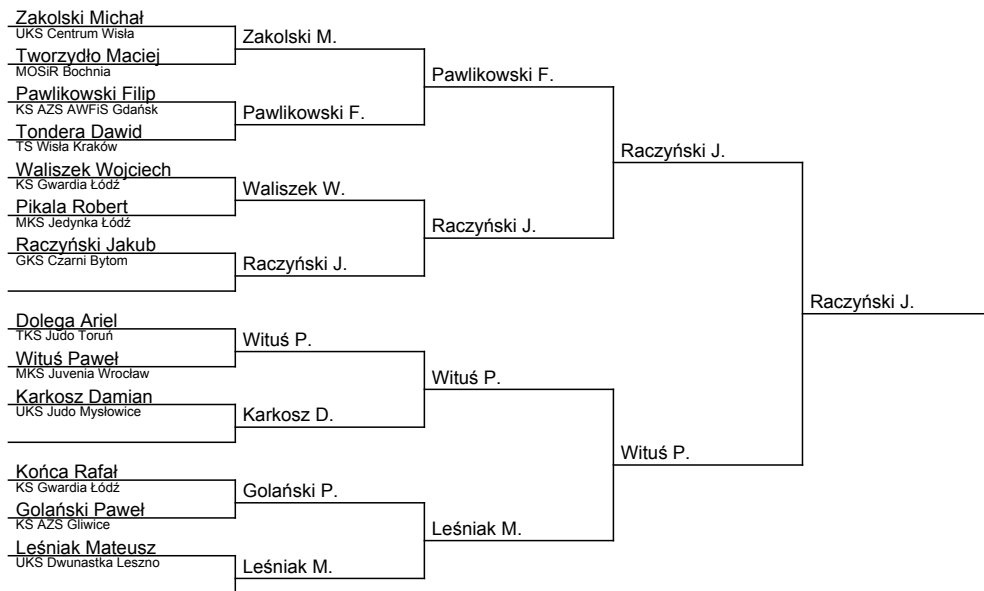 Zakolski Michał
UKS Centrum Wisła
Zakolski M.
Tworzydło Maciej
MOSiR Bochnia
Pawlikowski F.
Pawlikowski Filip
KS AZS AWFiS Gdańsk
Pawlikowski F.
Tondera Dawid
TS Wisła Kraków
Raczyński J.
Waliszek Wojciech
KS Gwardia Łódź
Waliszek W.
Pikala Robert
MKS Jedynka Łódź
Raczyński J.
Raczyński Jakub
GKS Czarni Bytom
Raczyński J.
Raczyński J.
Dolega Ariel
TKS Judo Toruń
Wituś P.
Wituś Paweł
MKS Juvenia Wrocław
Wituś P.
Karkosz Damian
UKS Judo Mysłowice
Karkosz D.
Wituś P.
Końca Rafał
KS Gwardia Łódź
Golański P.
Golański Paweł
KS AZS Gliwice
Leśniak M.
Leśniak Mateusz
UKS Dwunastka Leszno
Leśniak M.